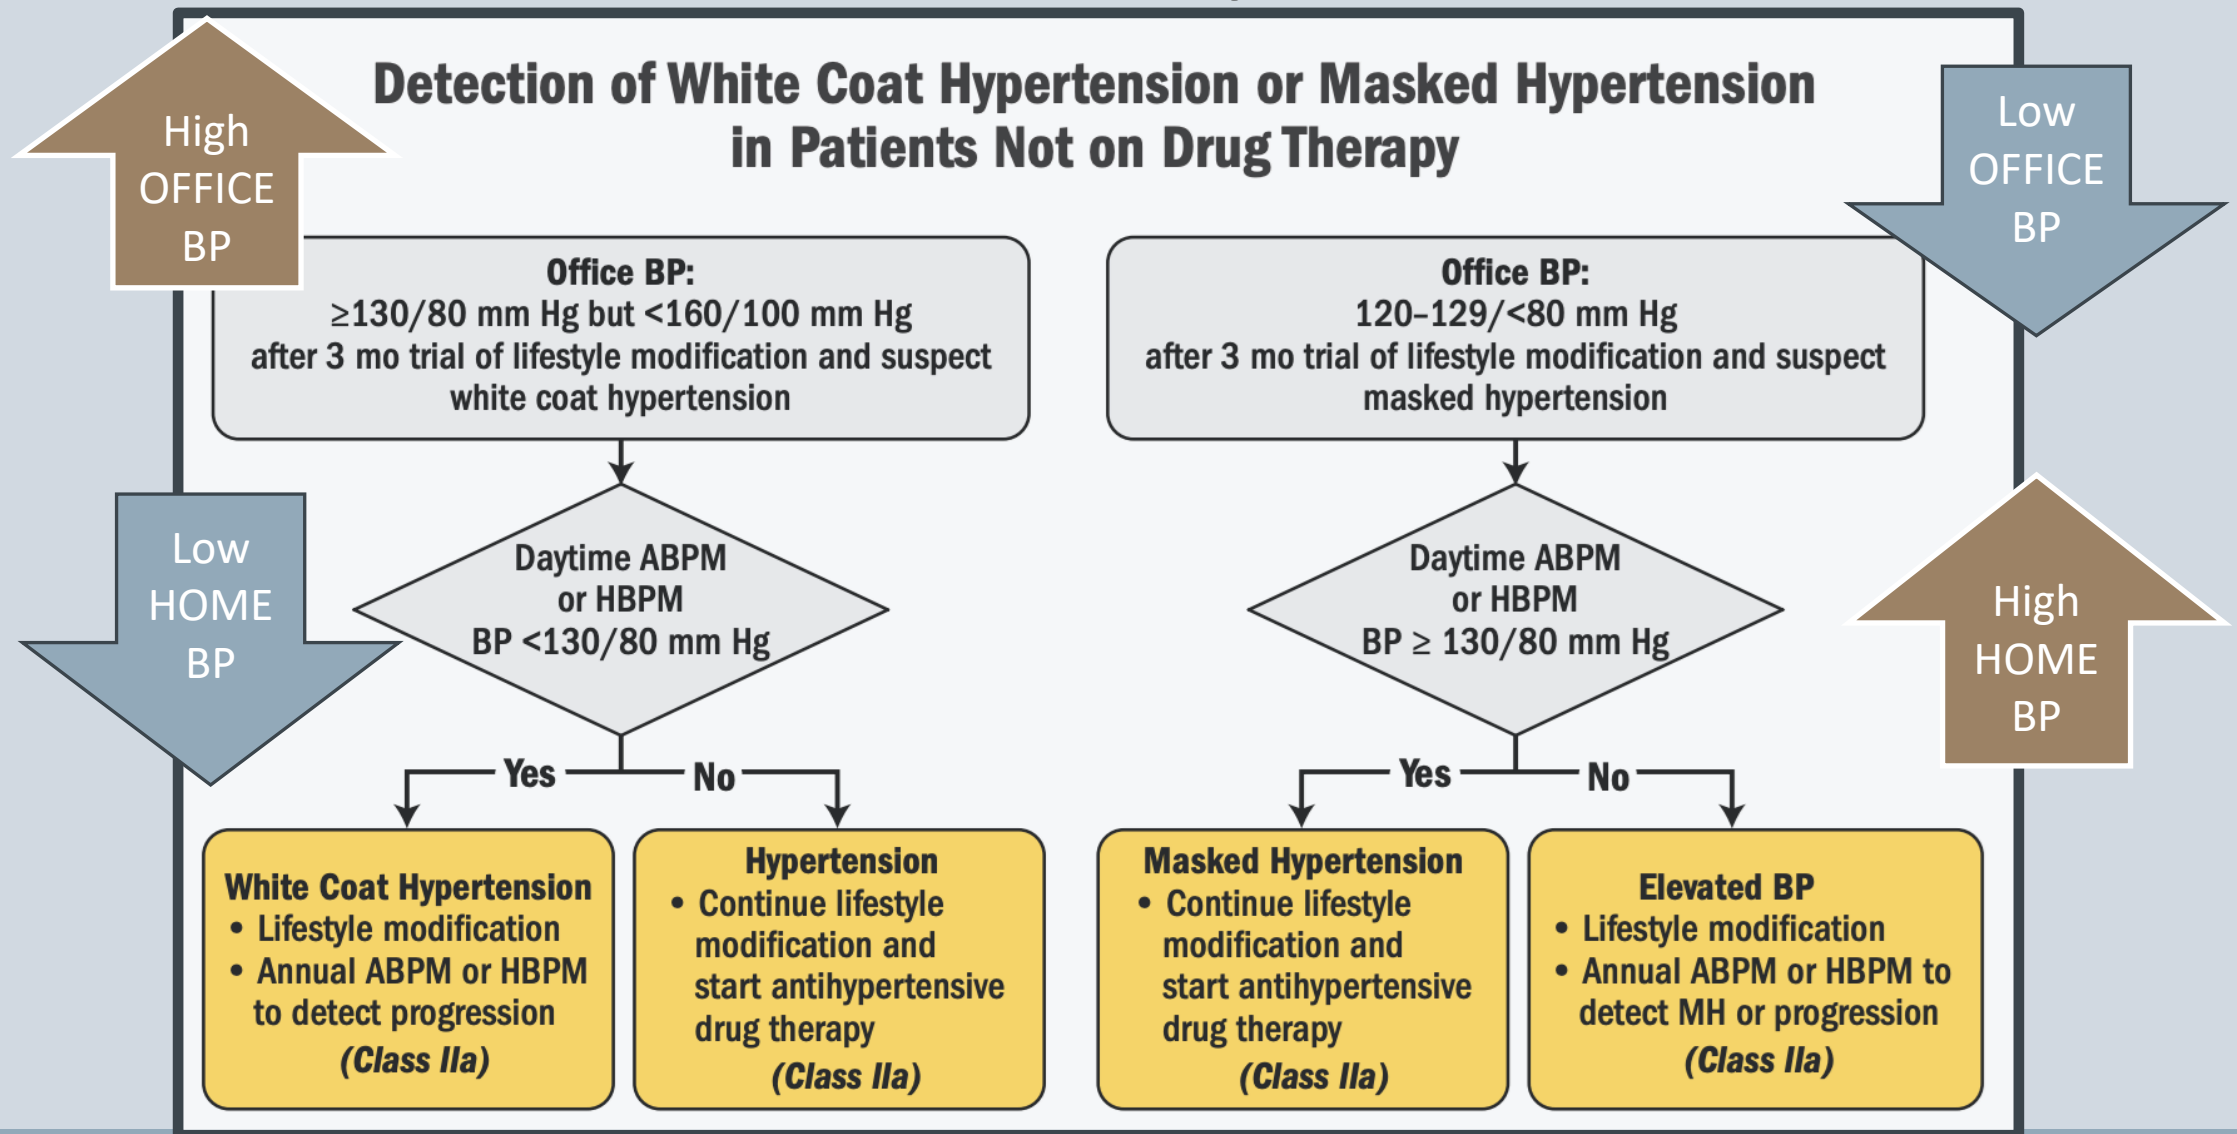 Detection of White Coat Hypertension or Masked Hypertension
in Patients Not on Drug Therapy
High
OFFICE
BP
Low
OFFICE
BP
Office BP:
≥130/80 mm Hg but <160/100 mm Hg
after 3 mo trial of lifestyle modification and suspect
white coat hypertension
Office BP:
120–129/<80 mm Hg
after 3 mo trial of lifestyle modification and suspect
masked hypertension
Low
HOME
BP
Daytime ABPM
or HBPM
BP <130/80 mm Hg
Daytime ABPM
or HBPM
BP ≥ 130/80 mm Hg
High
HOME
BP
Yes
No
Yes
No
White Coat Hypertension
• Lifestyle modification
• Annual ABPM or HBPM
to detect progression
(Class IIa)
Hypertension
• Continue lifestyle
modification and
start antihypertensive
drug therapy
(Class IIa)
Masked Hypertension
• Continue lifestyle
modification and
start antihypertensive
drug therapy
(Class IIa)
Elevated BP
• Lifestyle modification
• Annual ABPM or HBPM to
detect MH or progression
(Class IIa)